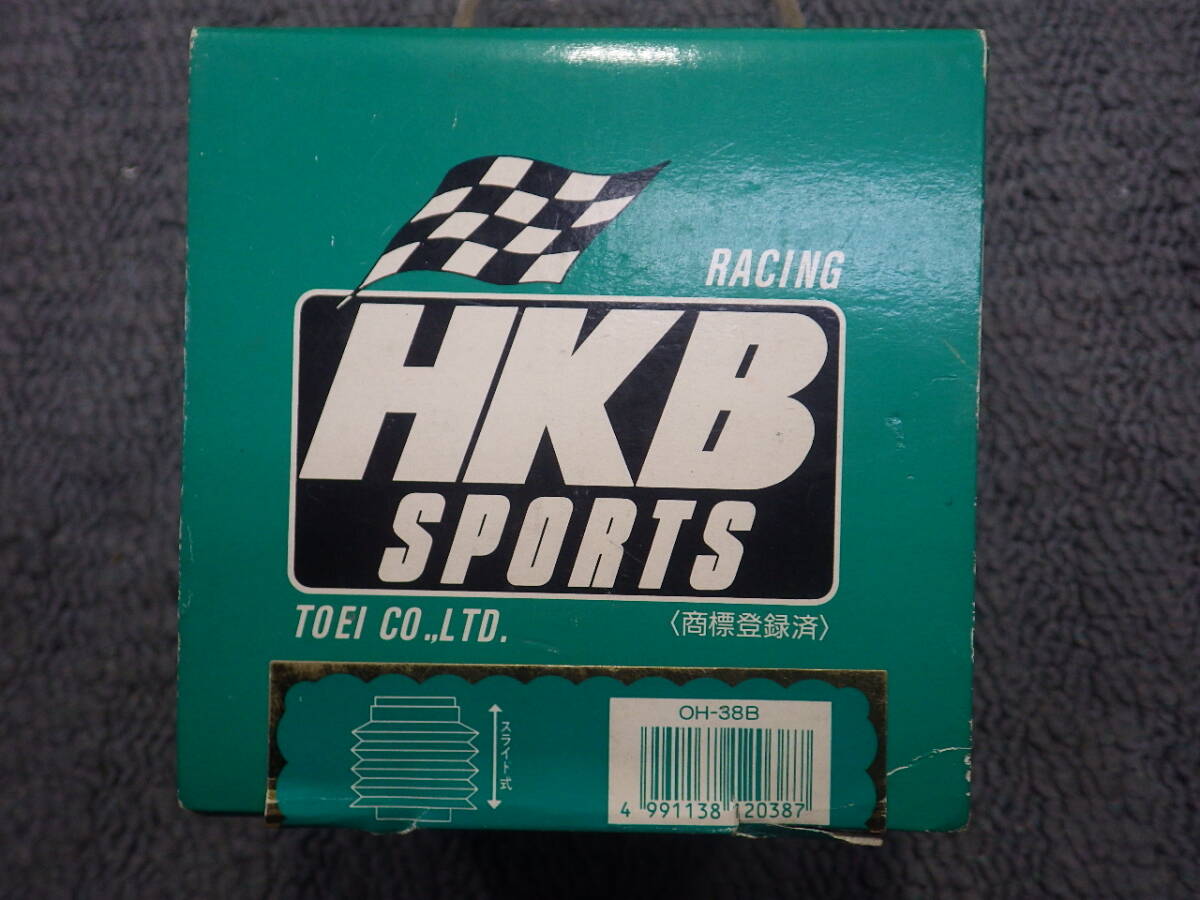 RACING
HKB
SPORTS
TOEI CO.,LTD.
〈商標登録済〉
スライド式
OH-38B
4 991138 120387